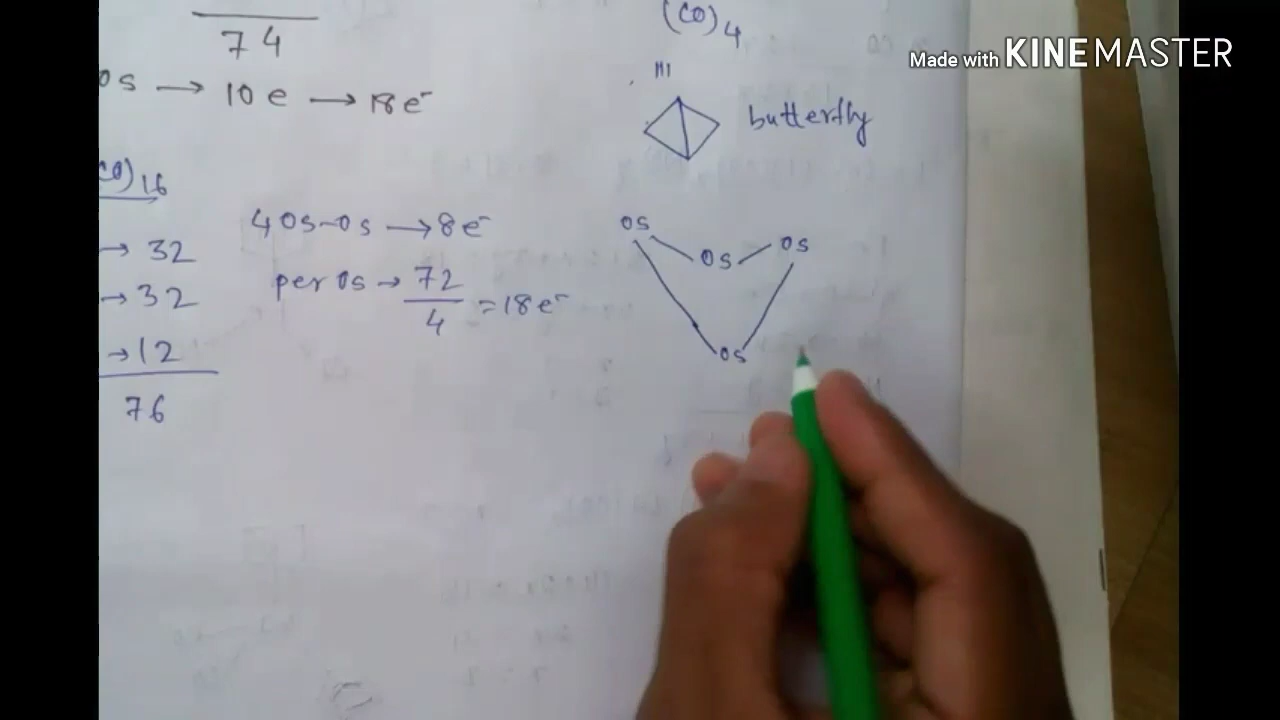 74
Os → 10e → 18e⁻
CO)16
→ 32
→ 32
→ 12
76
4 Os-Os → 8e⁻
per Os → 72/4 = 18e⁻
(CO)4
butterfly
Os
Os
Os
Os
Made with KINEMASTER